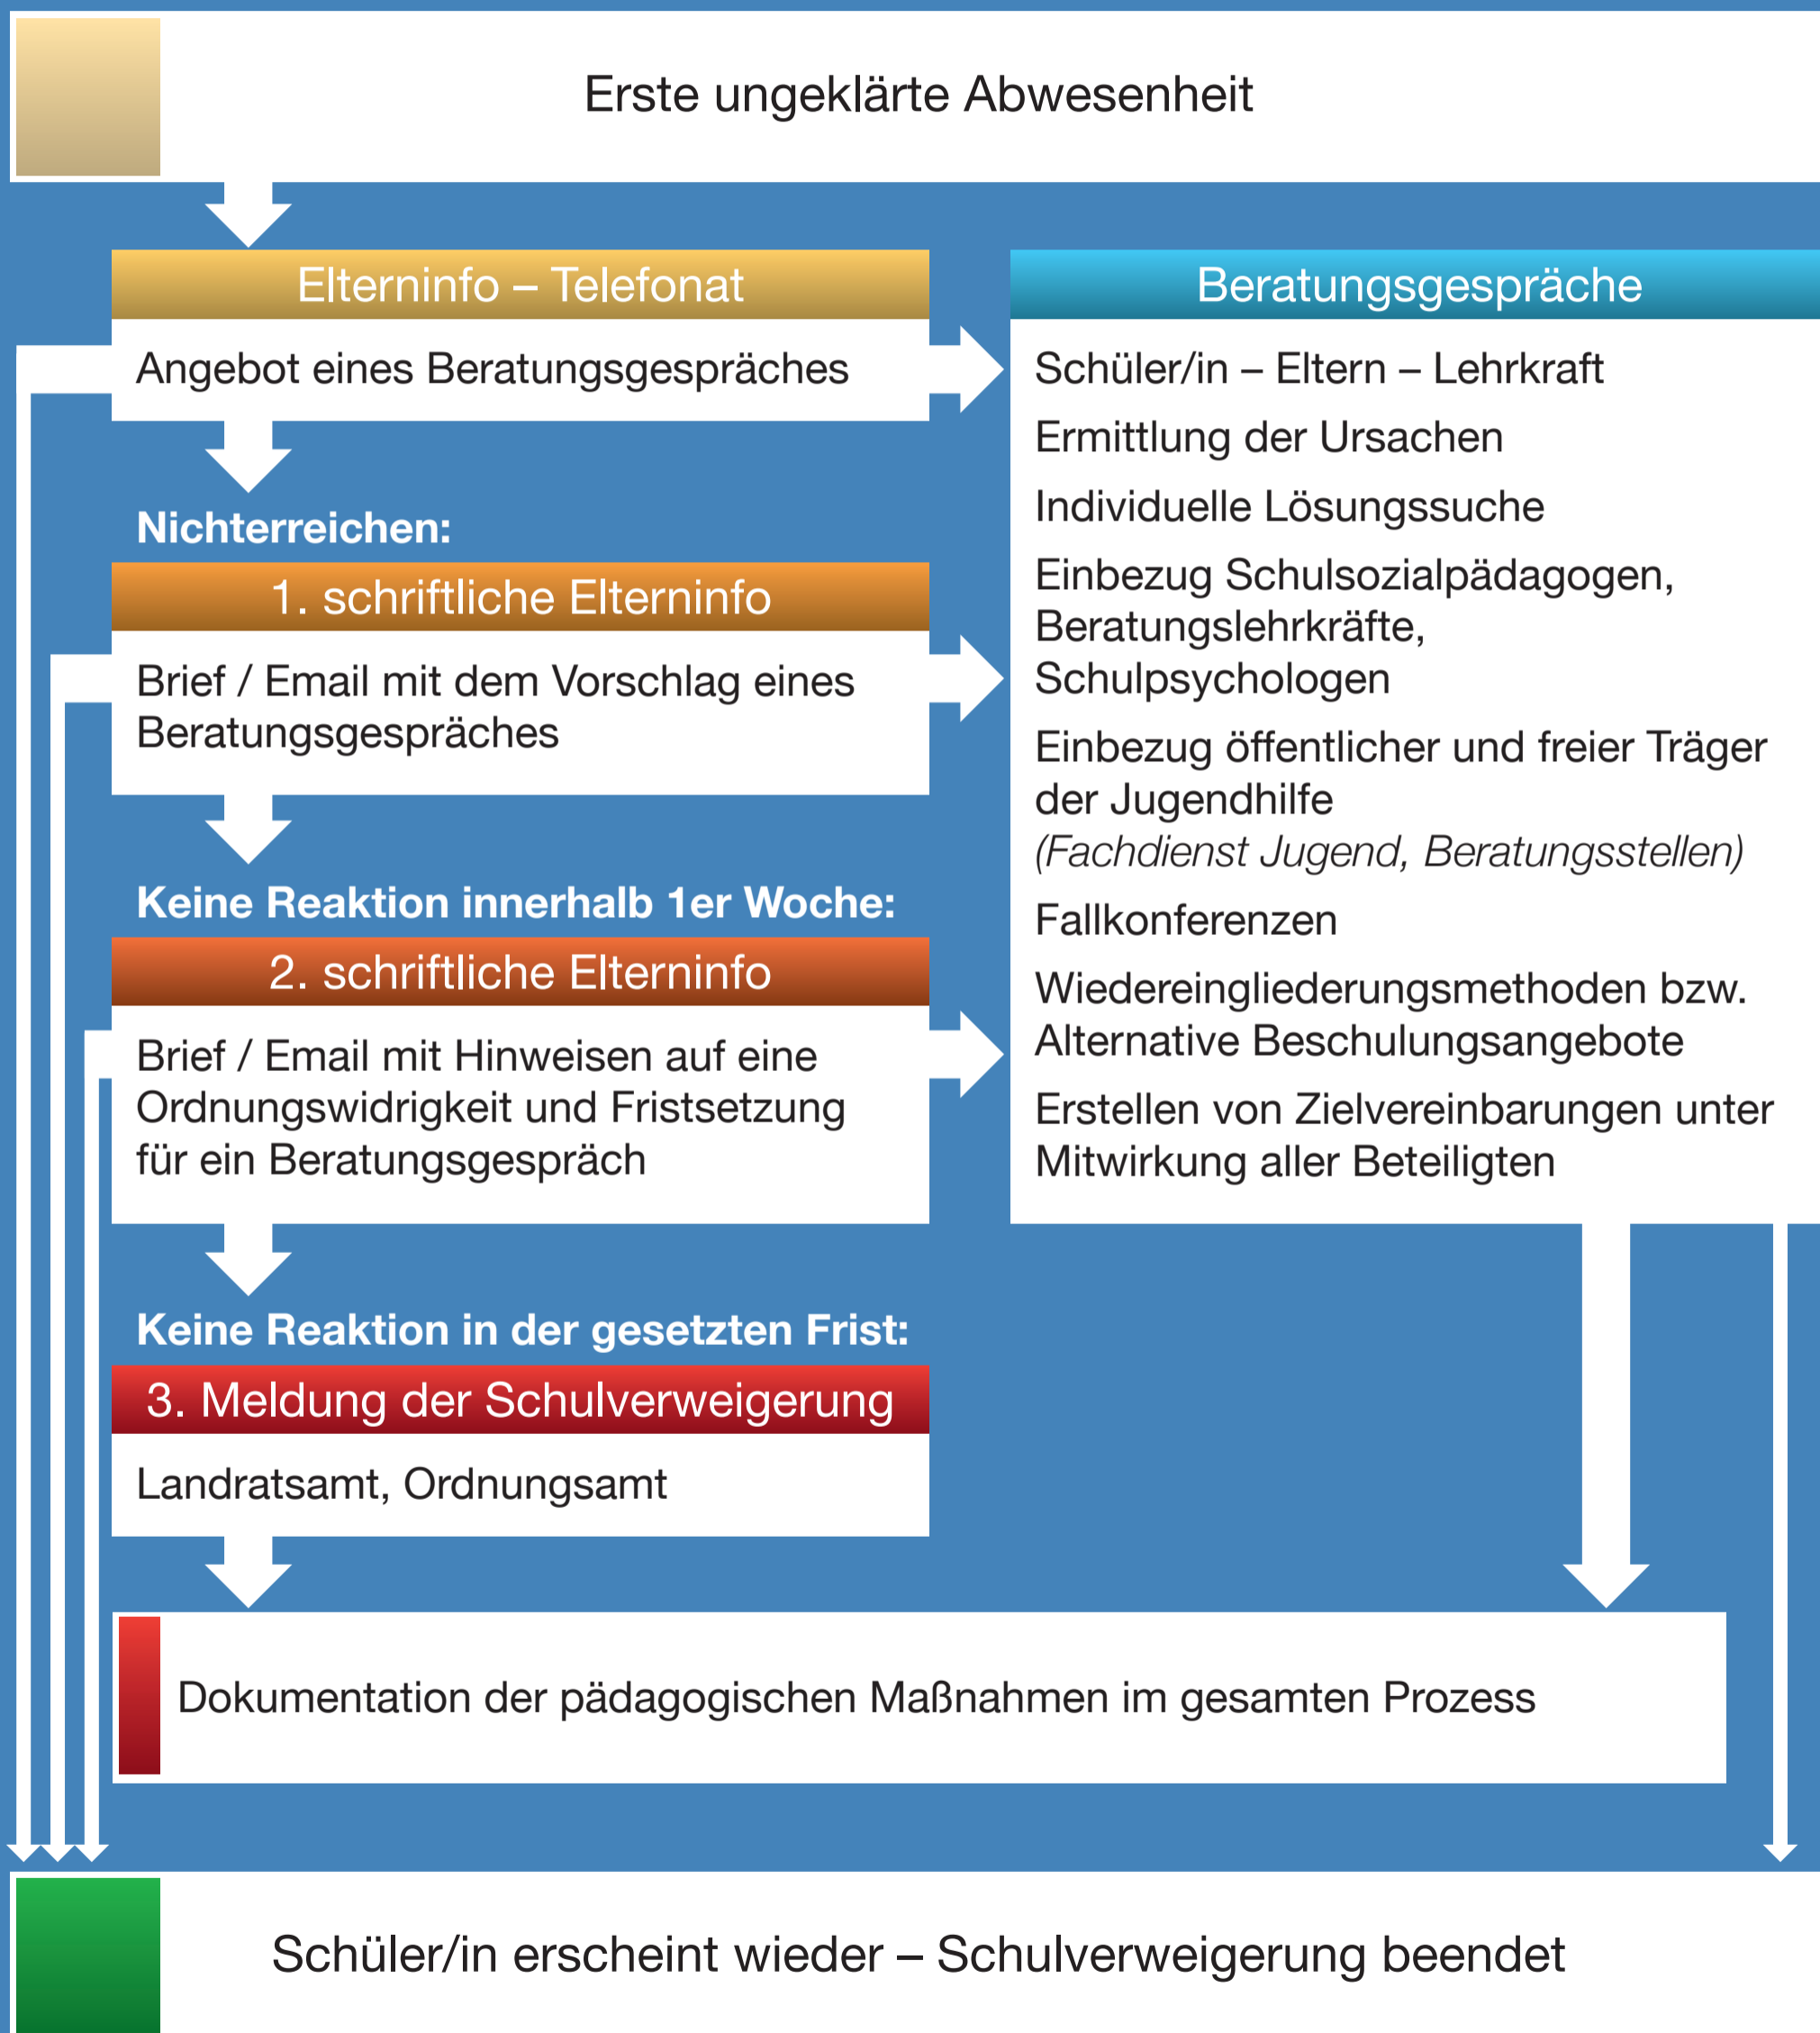 Erste ungeklärte Abwesenheit
Elterninfo – Telefonat
Angebot eines Beratungsgespräches
Nichterreichen:
1. schriftliche Elterninfo
Brief / Email mit dem Vorschlag eines
Beratungsgespräches
Keine Reaktion innerhalb 1er Woche:
2. schriftliche Elterninfo
Brief / Email mit Hinweisen auf eine
Ordnungswidrigkeit und Fristsetzung
für ein Beratungsgespräch
Keine Reaktion in der gesetzten Frist:
3. Meldung der Schulverweigerung
Landratsamt, Ordnungsamt
Beratungsgespräche
Schüler/in – Eltern – Lehrkraft
Ermittlung der Ursachen
Individuelle Lösungssuche
Einbezug Schulsozialpädagogen,
Beratungslehrkräfte,
Schulpsychologen
Einbezug öffentlicher und freier Träger
der Jugendhilfe
(Fachdienst Jugend, Beratungsstellen)
Fallkonferenzen
Wiedereingliederungsmethoden bzw.
Alternative Beschulungsangebote
Erstellen von Zielvereinbarungen unter
Mitwirkung aller Beteiligten
Dokumentation der pädagogischen Maßnahmen im gesamten Prozess
Schüler/in erscheint wieder – Schulverweigerung beendet